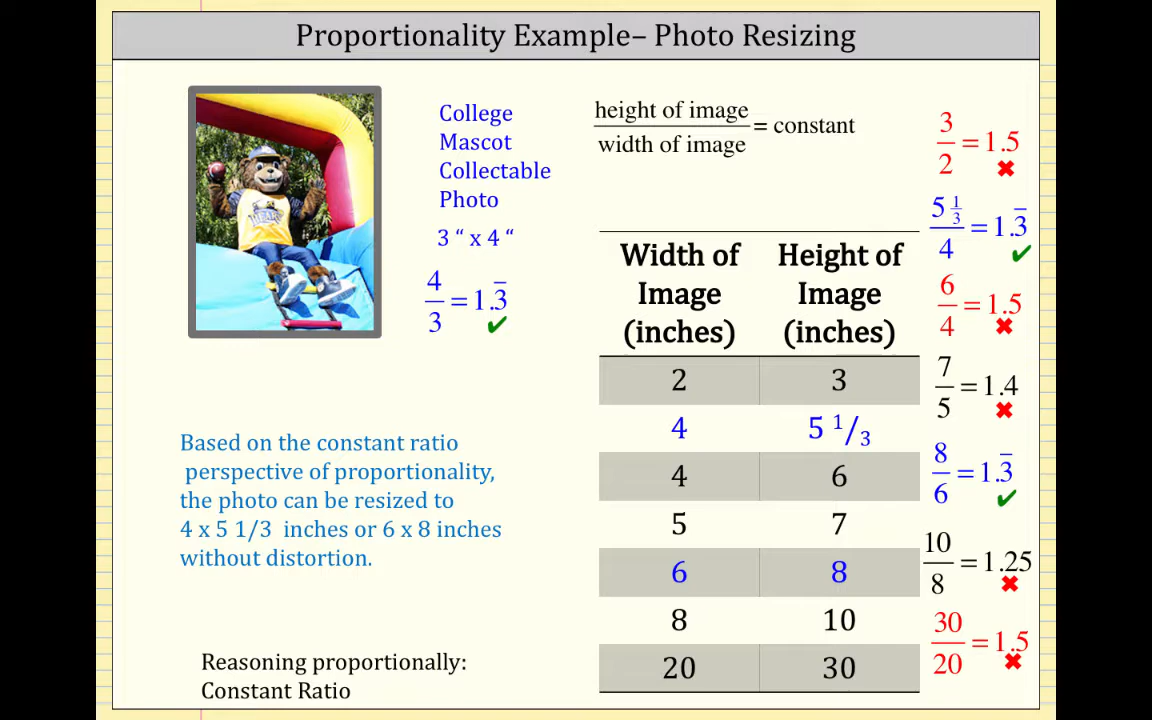 Proportionality Example– Photo Resizing
College
Mascot
Collectable
Photo
3 “ x 4 “
4/3 = 1.3̅
✔
height of image / width of image = constant
Width of Image (inches) Height of Image (inches)
2 3
4 5 1/3
4 6
5 7
6 8
8 10
20 30
3/2 = 1.5
✖
5 1/3 / 4 = 1.3̅
✔
6/4 = 1.5
✖
7/5 = 1.4
✖
8/6 = 1.3̅
✔
10/8 = 1.25
✖
30/20 = 1.5
✖
Based on the constant ratio
perspective of proportionality,
the photo can be resized to
4 x 5 1/3 inches or 6 x 8 inches
without distortion.
Reasoning proportionally:
Constant Ratio